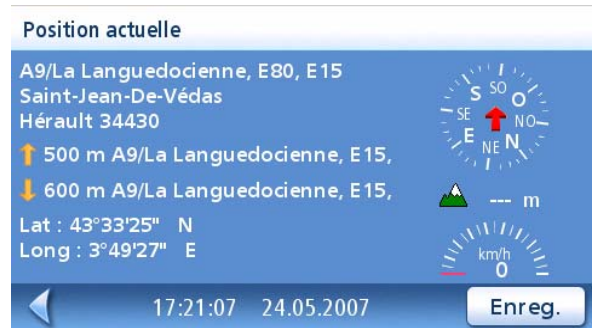 Position actuelle
A9/La Languedocienne, E80, E15
Saint-Jean-De-Védas
Hérault 34430
500 m A9/La Languedocienne, E15,
600 m A9/La Languedocienne, E15,
Lat : 43°33'25" N
Long : 3°49'27" E
S SO O
SE NO
E NE N
--- m
km/h
0
17:21:07 24.05.2007
Enreg.